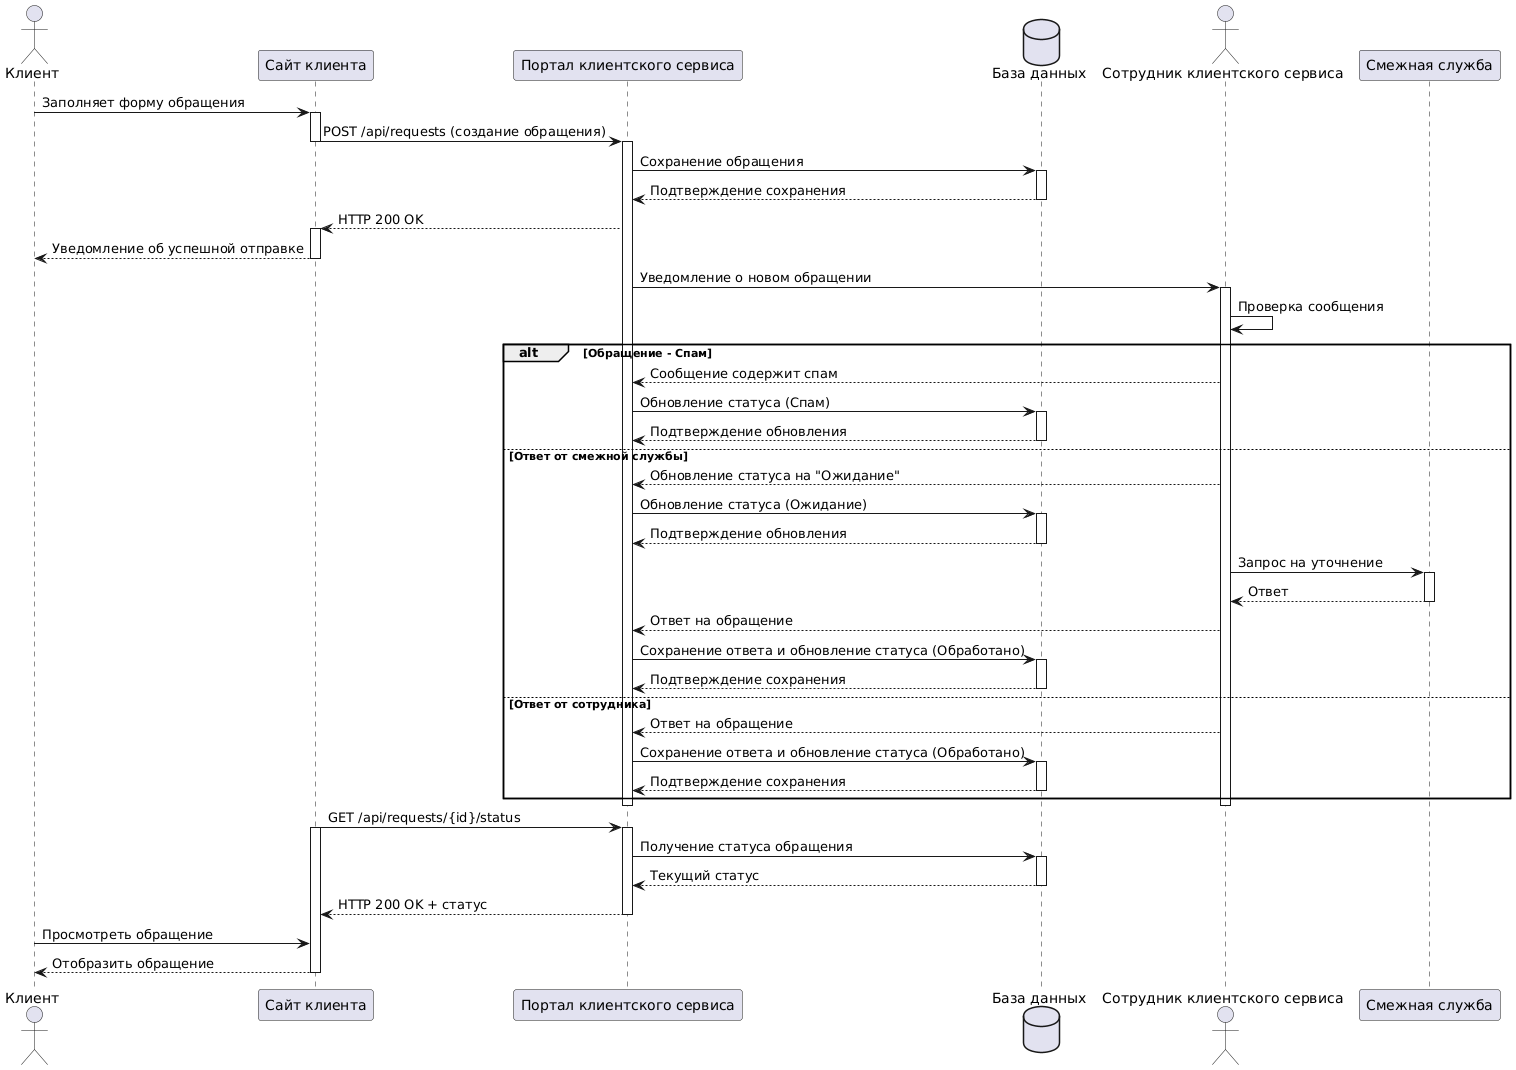 Клиент
Сайт клиента
Портал клиентского сервиса
База данных
Сотрудник клиентского сервиса
Смежная служба
Заполняет форму обращения
POST /api/requests (создание обращения)
Сохранение обращения
Подтверждение сохранения
HTTP 200 OK
Уведомление об успешной отправке
Уведомление о новом обращении
Проверка сообщения
alt
[Обращение - Спам]
Сообщение содержит спам
Обновление статуса (Спам)
Подтверждение обновления
[Ответ от смежной службы]
Обновление статуса на "Ожидание"
Обновление статуса (Ожидание)
Подтверждение обновления
Запрос на уточнение
Ответ
Ответ на обращение
Сохранение ответа и обновление статуса (Обработано)
Подтверждение сохранения
[Ответ от сотрудника]
Ответ на обращение
Сохранение ответа и обновление статуса (Обработано)
Подтверждение сохранения
GET /api/requests/{id}/status
Получение статуса обращения
Текущий статус
HTTP 200 OK + статус
Просмотреть обращение
Отобразить обращение
Клиент
Сайт клиента
Портал клиентского сервиса
База данных
Сотрудник клиентского сервиса
Смежная служба